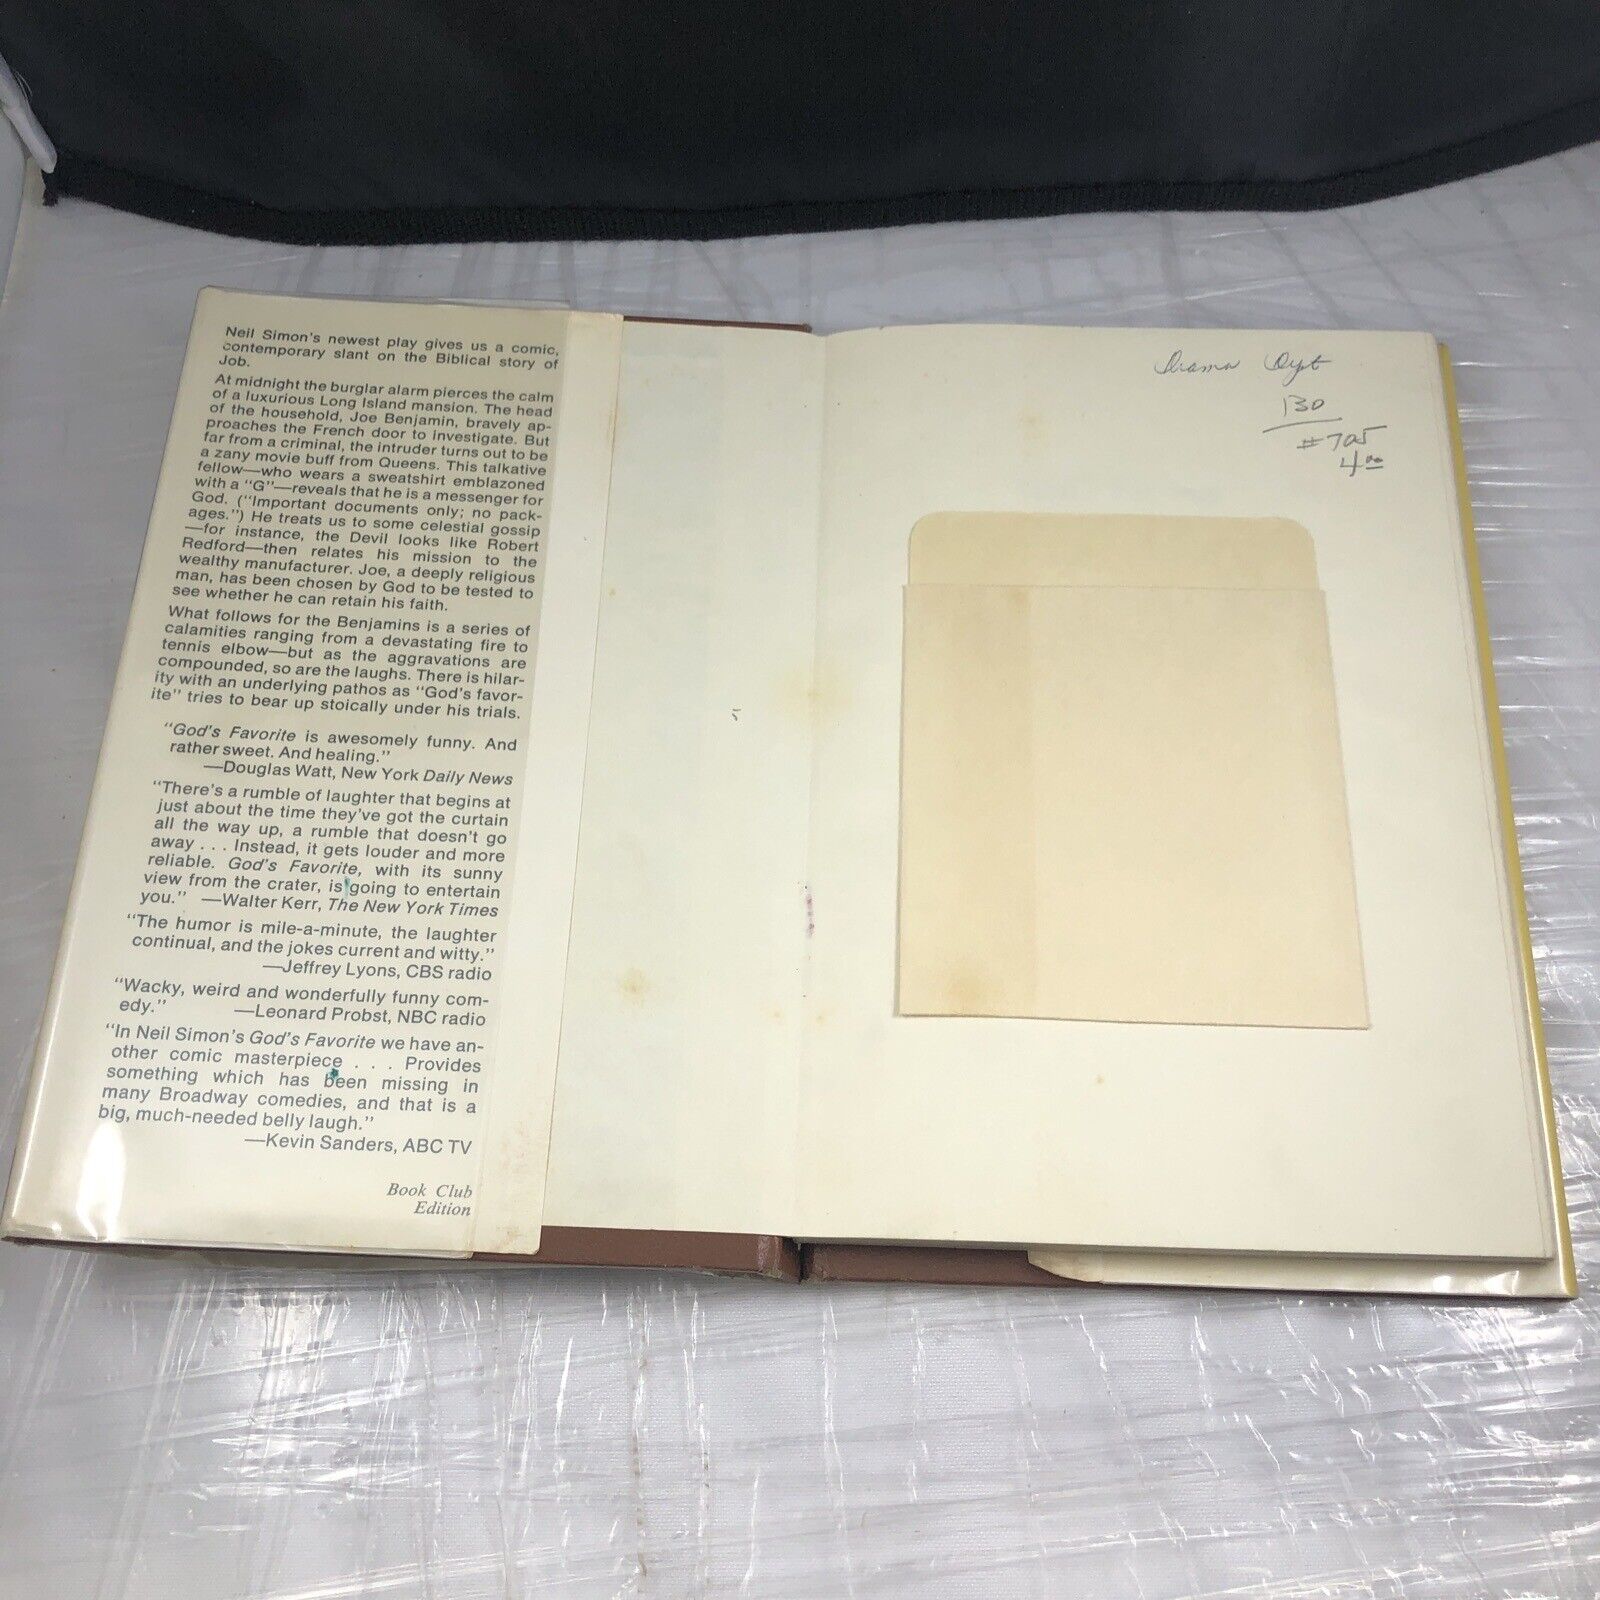 Neil Simon's newest play gives us a comic,
contemporary slant on the Biblical story of
Job.
At midnight the burglar alarm pierces the calm
of a luxurious Long Island mansion. The head
of the household, Joe Benjamin, bravely ap-
proaches the French door to investigate. But
far from a criminal, the intruder turns out to be
a zany movie buff from Queens. This talkative
fellow—who wears a sweatshirt emblazoned
with a "G"—reveals that he is a messenger for
God. ("Important documents only; no pack-
ages.") He treats us to some celestial gossip
—for instance, the Devil looks like Robert
Redford—then relates his mission to the
wealthy manufacturer. Joe, a deeply religious
man, has been chosen by God to be tested to
see whether he can retain his faith.
What follows for the Benjamins is a series of
calamities ranging from a devastating fire to
tennis elbow—but as the aggravations are
compounded, so are the laughs. There is hilar-
ity with an underlying pathos as "God's favor-
ite" tries to bear up stoically under his trials.
"God's Favorite is awesomely funny. And
rather sweet. And healing."
—Douglas Watt, New York Daily News
"There's a rumble of laughter that begins at
just about the time they've got the curtain
all the way up, a rumble that doesn't go
away . . . Instead, it gets louder and more
reliable. God's Favorite, with its sunny
view from the crater, is going to entertain
you." —Walter Kerr, The New York Times
"The humor is mile-a-minute, the laughter
continual, and the jokes current and witty."
—Jeffrey Lyons, CBS radio
"Wacky, weird and wonderfully funny com-
edy." —Leonard Probst, NBC radio
"In Neil Simon's God's Favorite we have an-
other comic masterpiece . . . Provides
something which has been missing in
many Broadway comedies, and that is a
big, much-needed belly laugh."
—Kevin Sanders, ABC TV
Book Club
Edition
Drama
#705
4.00